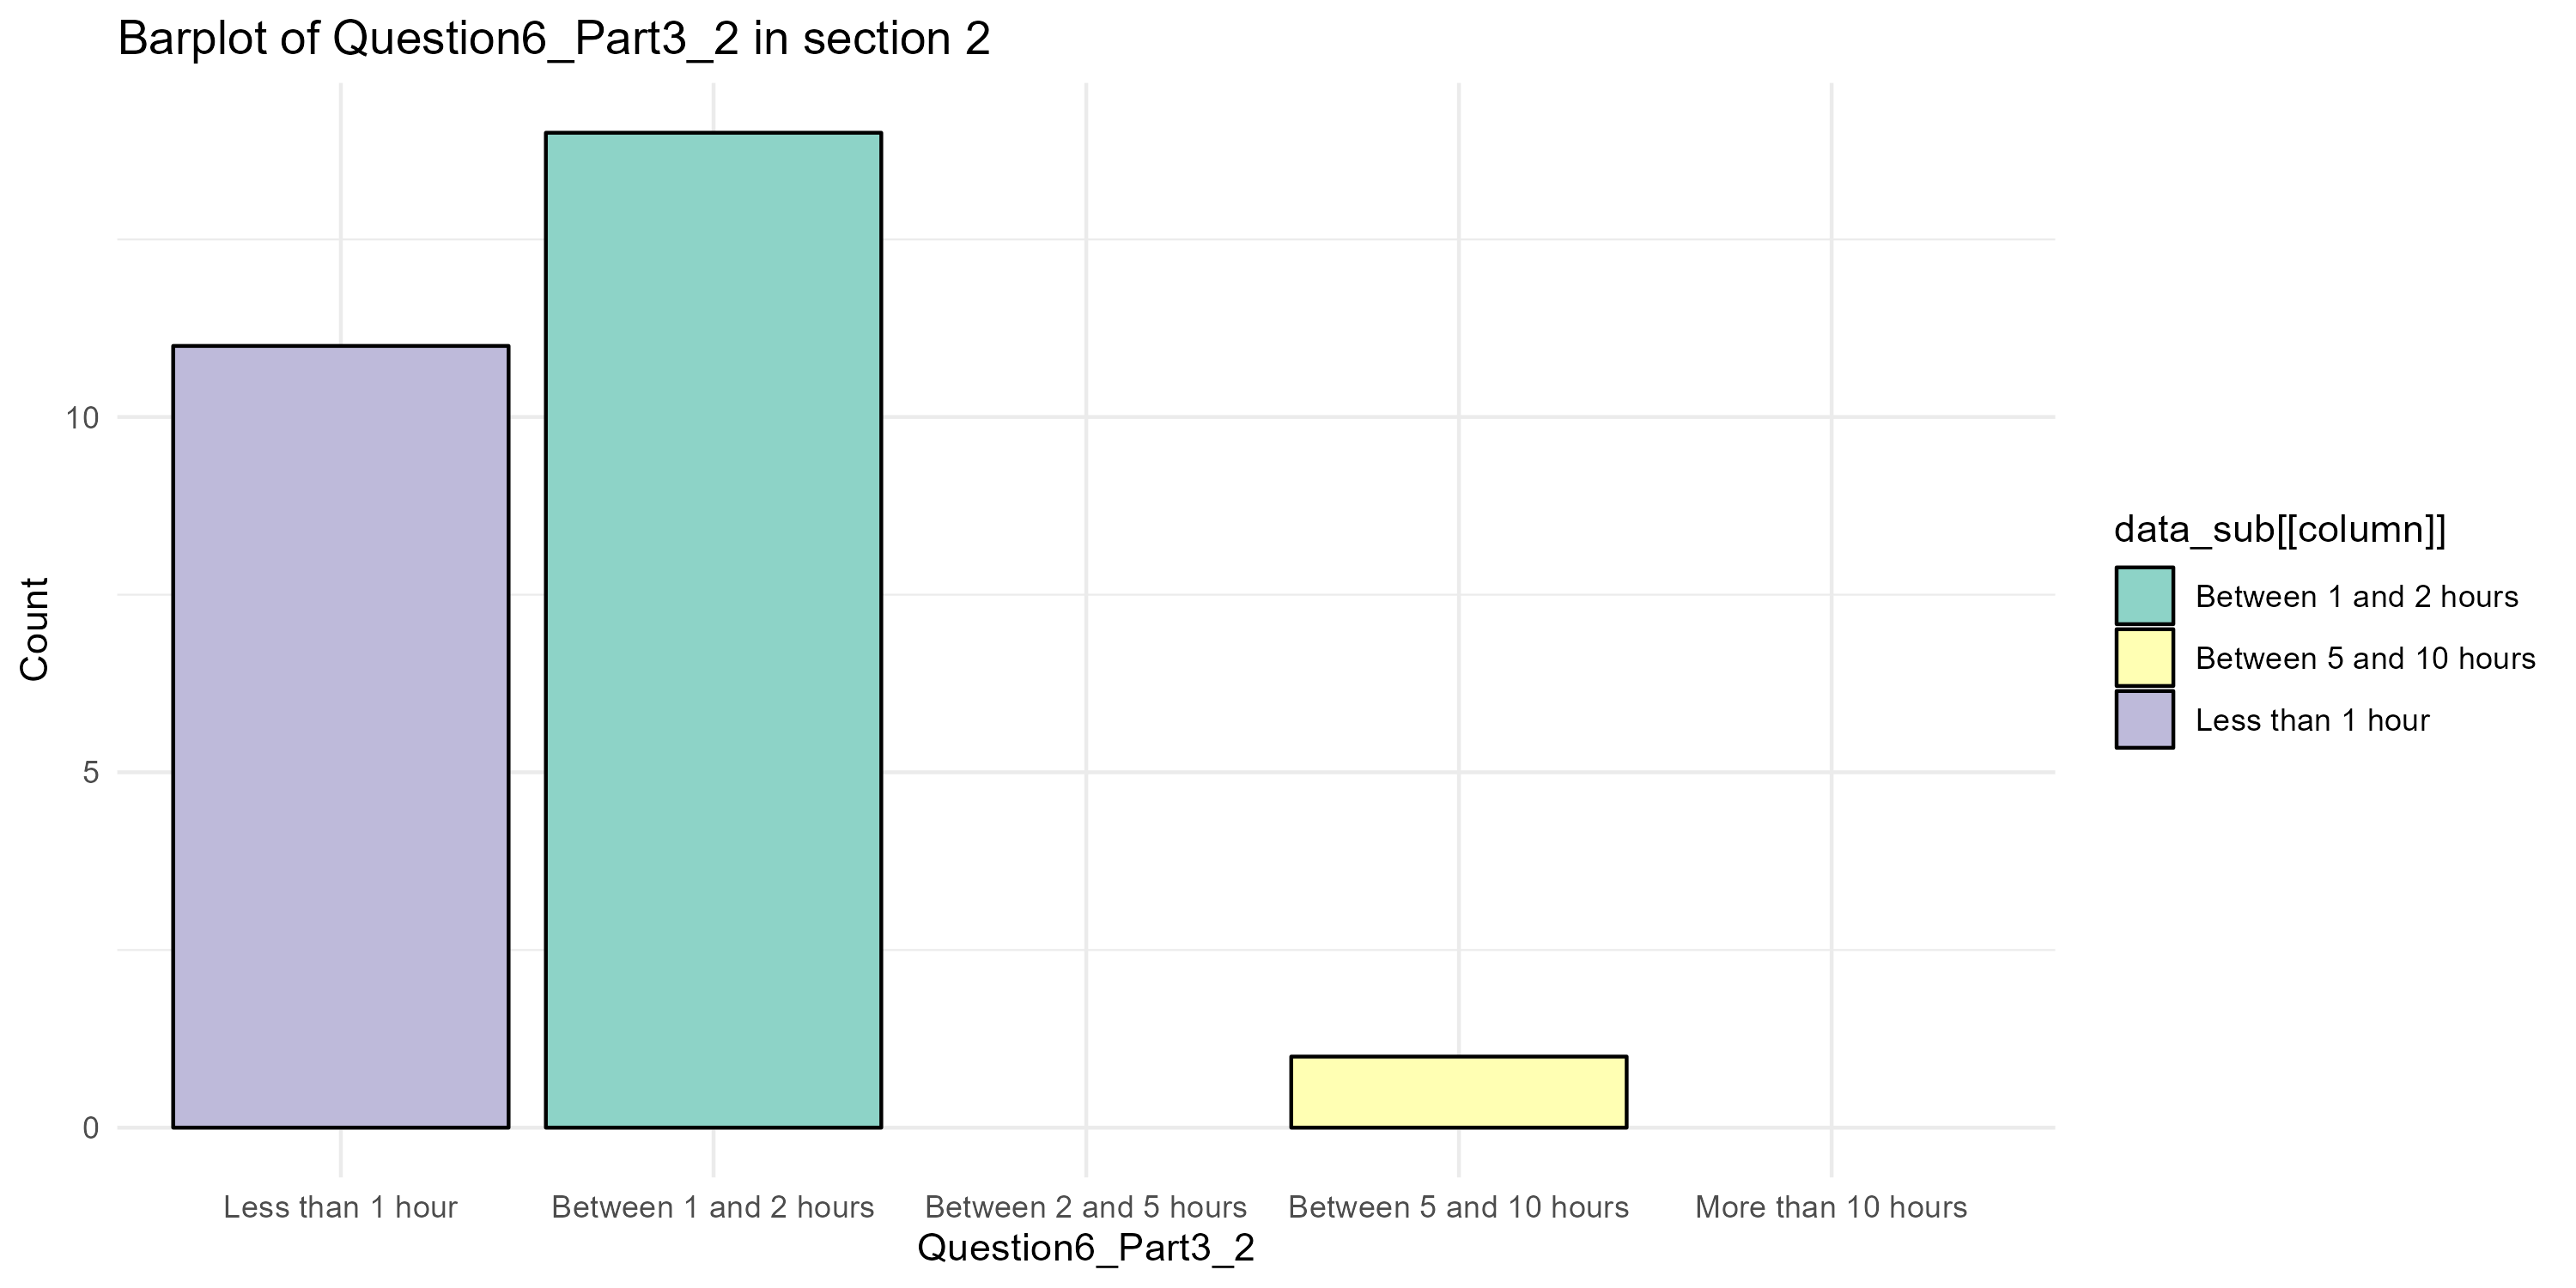 Barplot of Question6_Part3_2 in section 2
10
5
0
Count
Less than 1 hour
Between 1 and 2 hours
Between 2 and 5 hours
Between 5 and 10 hours
More than 10 hours
Question6_Part3_2
data_sub[[column]]
Between 1 and 2 hours
Between 5 and 10 hours
Less than 1 hour